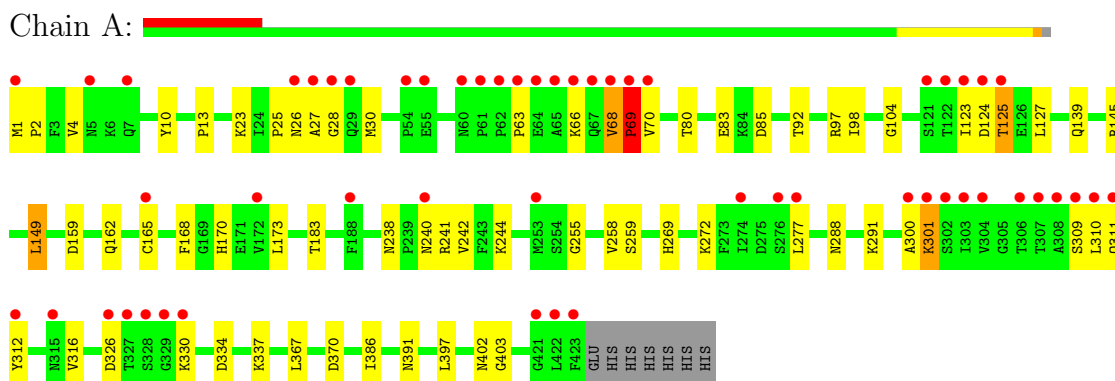 Chain A:
M1 P2 F3 V4 N5 K6 Q7 Y10 P13 K23 I24 P25 N26 A27 G28 Q29 M30 P54 E55 N60 P61 P62 P63 E64 A65 K66 Q67 V68 P69 V70 T80 E83 K84 D85 T92 R97 I98 G104 S121 T122 I123 D124 T125 E126 L127 Q139
L149 D159 Q162 C165 F168 G169 H170 E171 V172 L173 T183 F188 N238 P239 N240 R241 V242 F243 K244 M253 S254 G255 V258 S259 H269 K272 F273 I274 D275 S276 L277 N288 K291 A300 K301 S302 I303 V304 G305 T306 T307 A308 S309 L310
Y312 N315 V316 D326 T327 S328 G329 K330 D334 K337 L367 D370 I386 N391 L397 N402 G403 G421 L422 F423 GLU HIS HIS HIS HIS HIS HIS